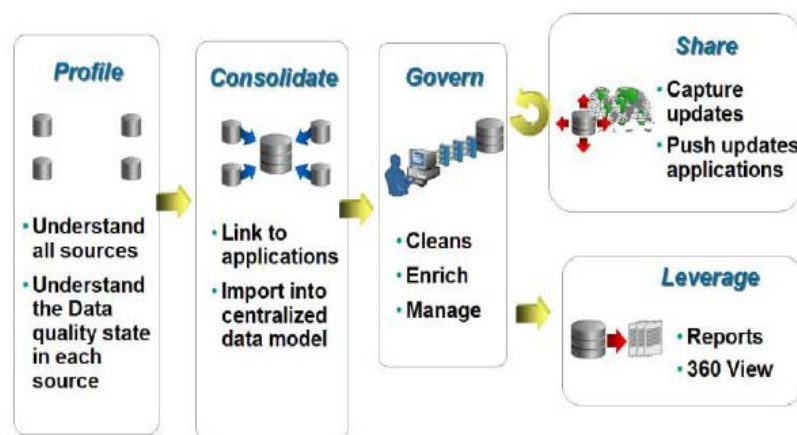 Profile
• Understand
all sources
• Understand
the Data
quality state
in each
source
Consolidate
• Link to
applications
• Import into
centralized
data model
Govern
• Cleans
• Enrich
• Manage
Share
• Capture
updates
• Push updates
applications
Leverage
• Reports
• 360 View